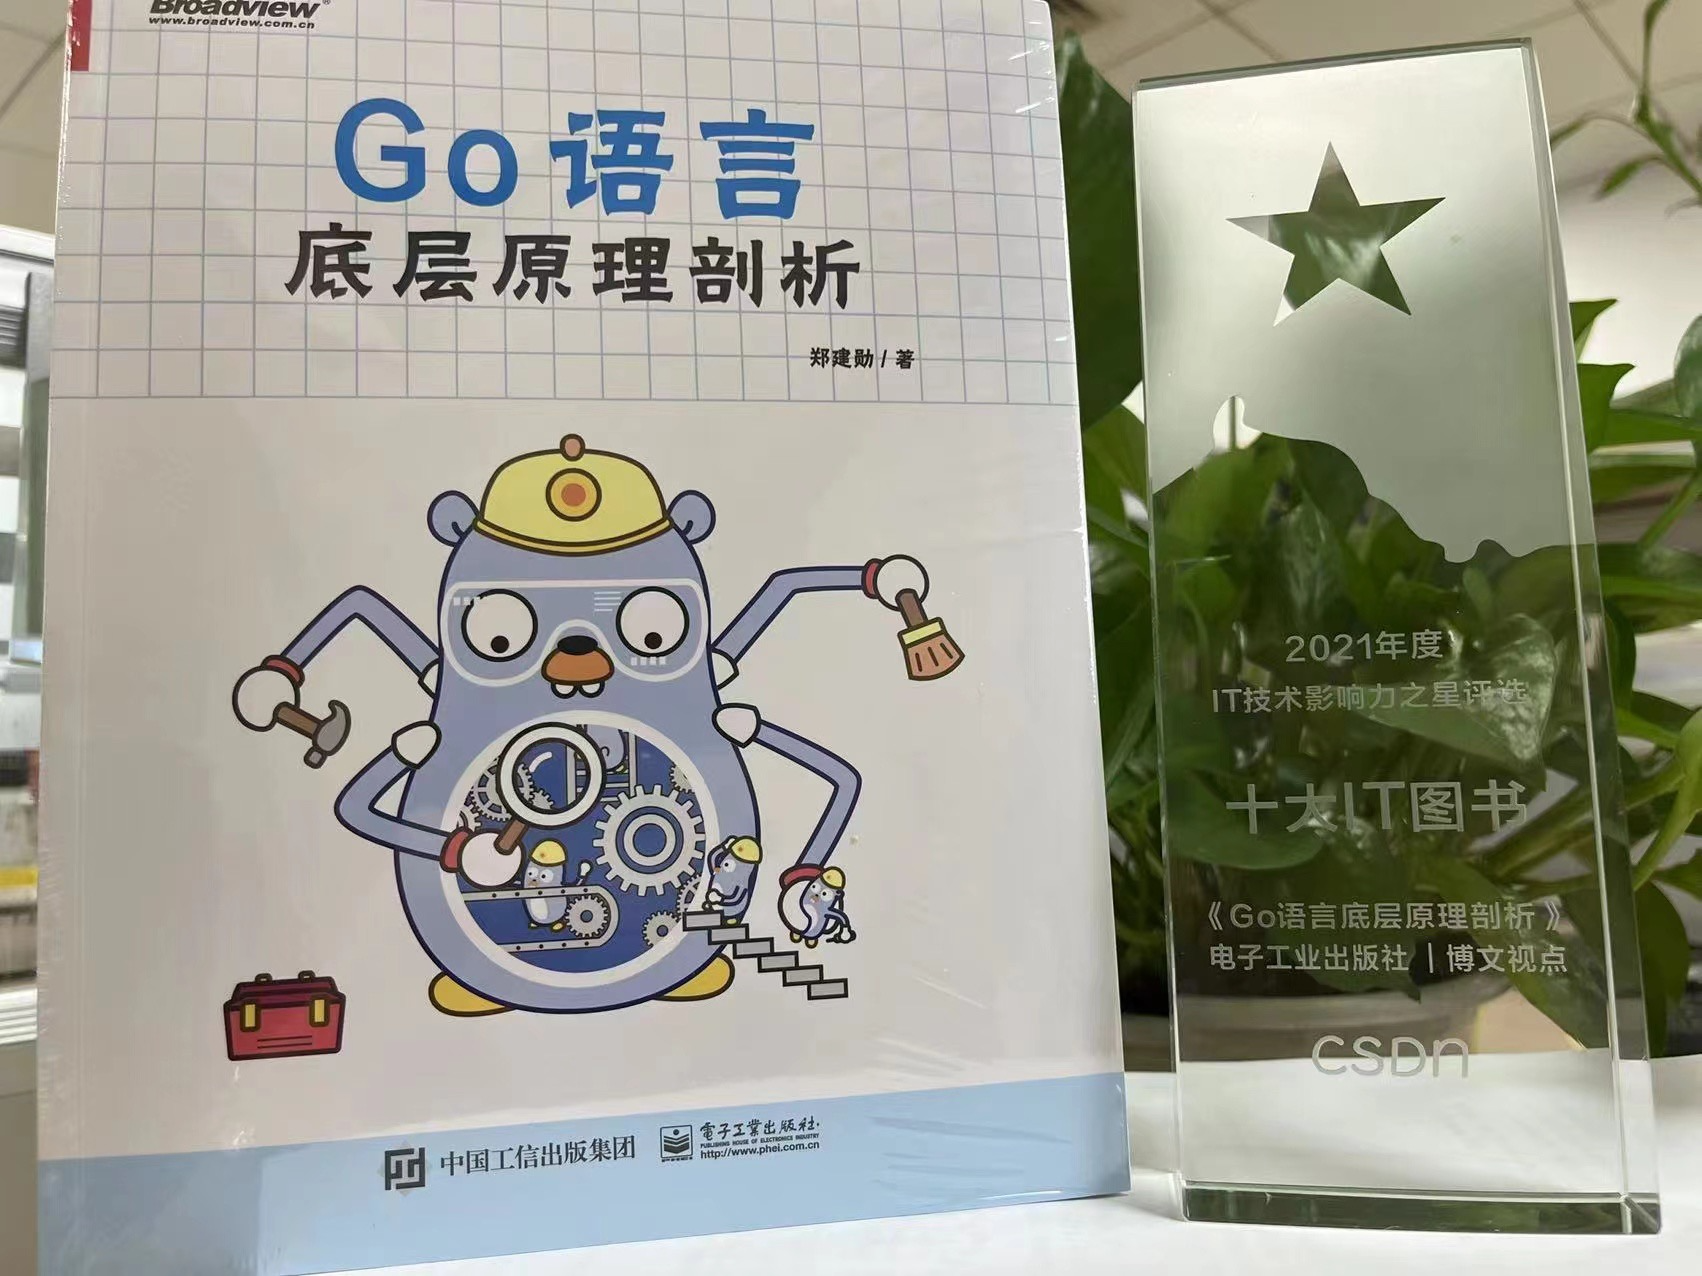 Broadview®
www.broadview.com.cn
Go语言
底层原理剖析
郑建勋 / 著
中国工信出版集团
電子工業出版社·
PUBLISHING HOUSE OF ELECTRONICS INDUSTRY
http://www.phei.com.cn
2021年度
IT技术影响力之星评选
十大IT图书
《Go语言底层原理剖析》
电子工业出版社 | 博文视点
CSDN